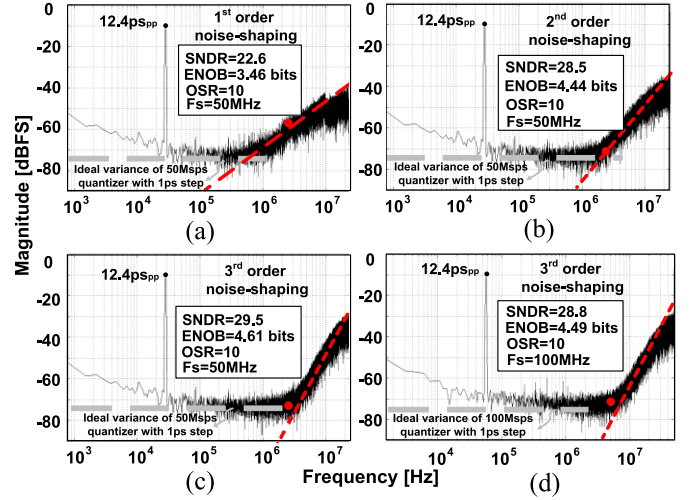 Magnitude [dBFS]
0
-20
-40
-60
-80
12.4ps_pp
1st order
noise-shaping
SNDR=22.6
ENOB=3.46 bits
OSR=10
Fs=50MHz
Ideal variance of 50Msps
quantizer with 1ps step
10^3 10^4 10^5 10^6 10^7
(a)
0
-20
-40
-60
-80
12.4ps_pp
2nd order
noise-shaping
SNDR=28.5
ENOB=4.44 bits
OSR=10
Fs=50MHz
Ideal variance of 50Msps
quantizer with 1ps step
10^3 10^4 10^5 10^6 10^7
(b)
0
-20
-40
-60
-80
12.4ps_pp
3rd order
noise-shaping
SNDR=29.5
ENOB=4.61 bits
OSR=10
Fs=50MHz
Ideal variance of 50Msps
quantizer with 1ps step
10^3 10^4 10^5 10^6 10^7
(c)
0
-20
-40
-60
-80
12.4ps_pp
3rd order
noise-shaping
SNDR=28.8
ENOB=4.49 bits
OSR=10
Fs=100MHz
Ideal variance of 100Msps
quantizer with 1ps step
10^3 10^4 10^5 10^6 10^7
(d)
Frequency [Hz]